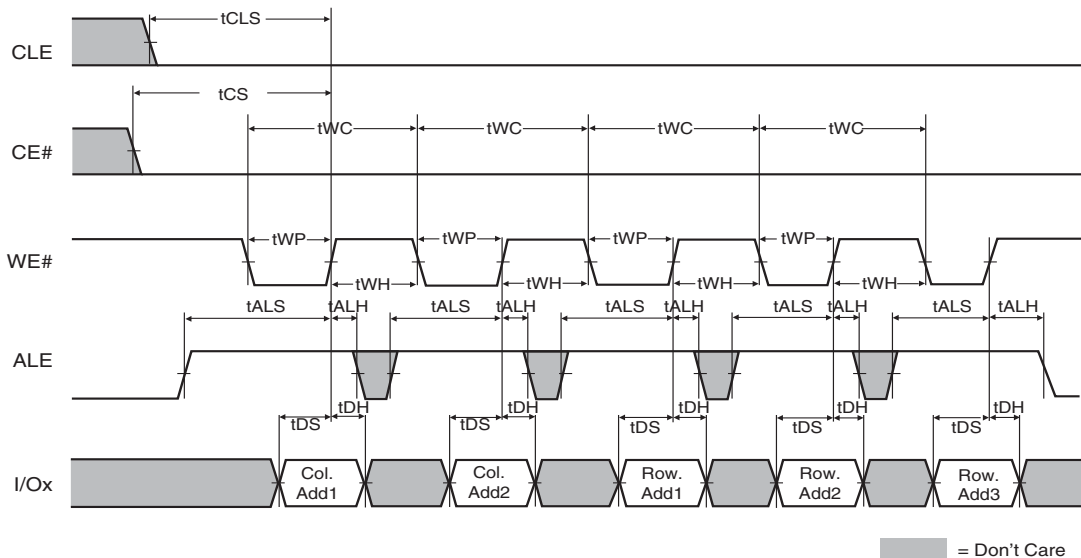 tCLS
CLE
tCS
tWC tWC tWC tWC
CE#
tWP tWP tWP tWP
WE#
tWH tWH tWH tWH
tALS tALH tALS tALH tALS tALH tALS tALH tALS tALH
ALE
tDH tDH tDH tDH tDH
tDS tDS tDS tDS tDS
I/Ox
Col.
Add1
Col.
Add2
Row.
Add1
Row.
Add2
Row.
Add3
= Don't Care